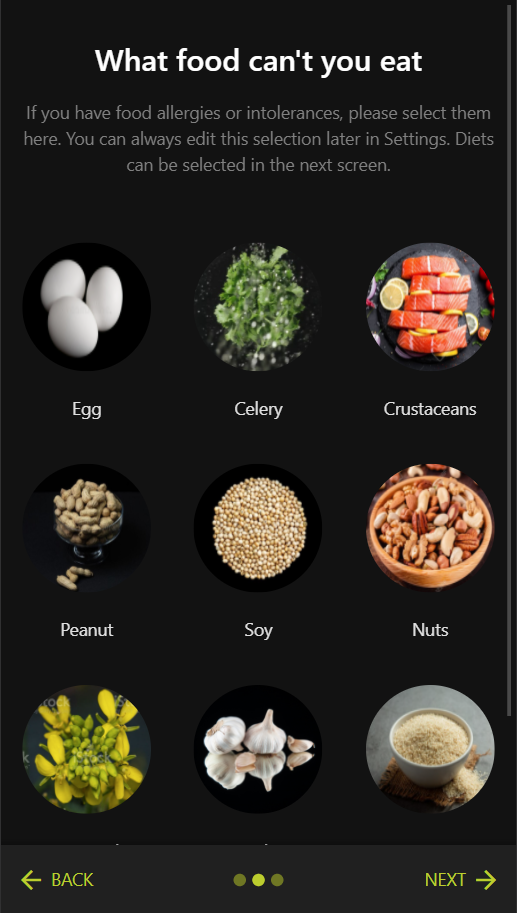 What food can't you eat
If you have food allergies or intolerances, please select them
here. You can always edit this selection later in Settings. Diets
can be selected in the next screen.
Egg
Celery
Crustaceans
Peanut
Soy
Nuts
BACK
NEXT